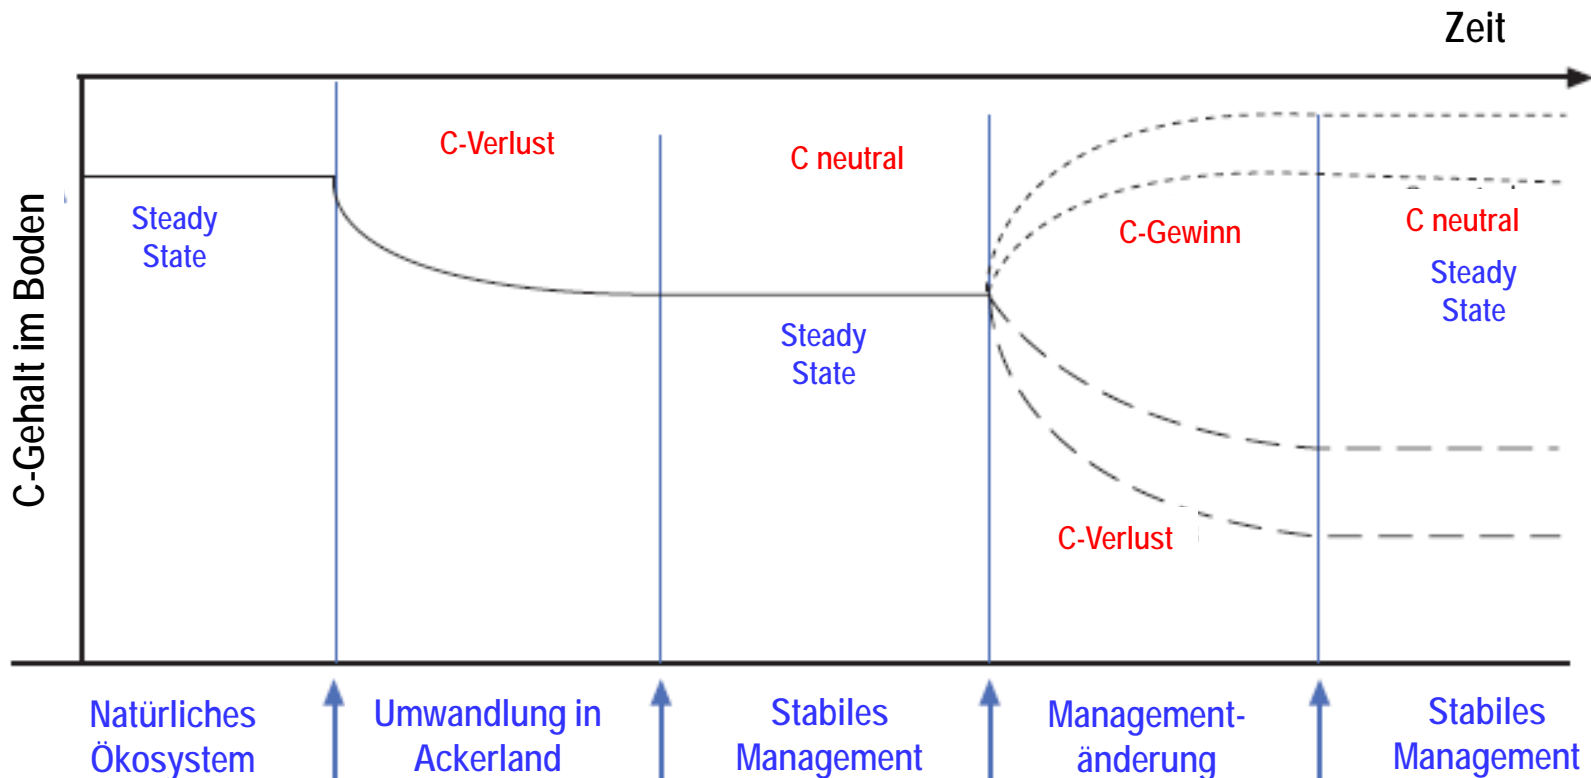 Zeit
C-Gehalt im Boden
C-Verlust
C neutral
Steady
State
C-Gewinn
C neutral
Steady
State
Steady
State
C-Verlust
Natürliches
Ökosystem
Umwandlung in
Ackerland
Stabiles
Management
Management-
änderung
Stabiles
Management